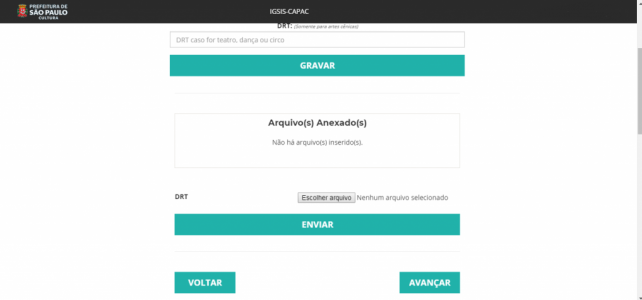 PREFEITURA DE
SÃO PAULO
CULTURA
IGSIS-CAPAC
DRT: (Somente para artes cênicas)
DRT caso for teatro, dança ou circo
GRAVAR
Arquivo(s) Anexado(s)
Não há arquivo(s) inserido(s).
DRT
Escolher arquivo Nenhum arquivo selecionado
ENVIAR
VOLTAR
AVANÇAR